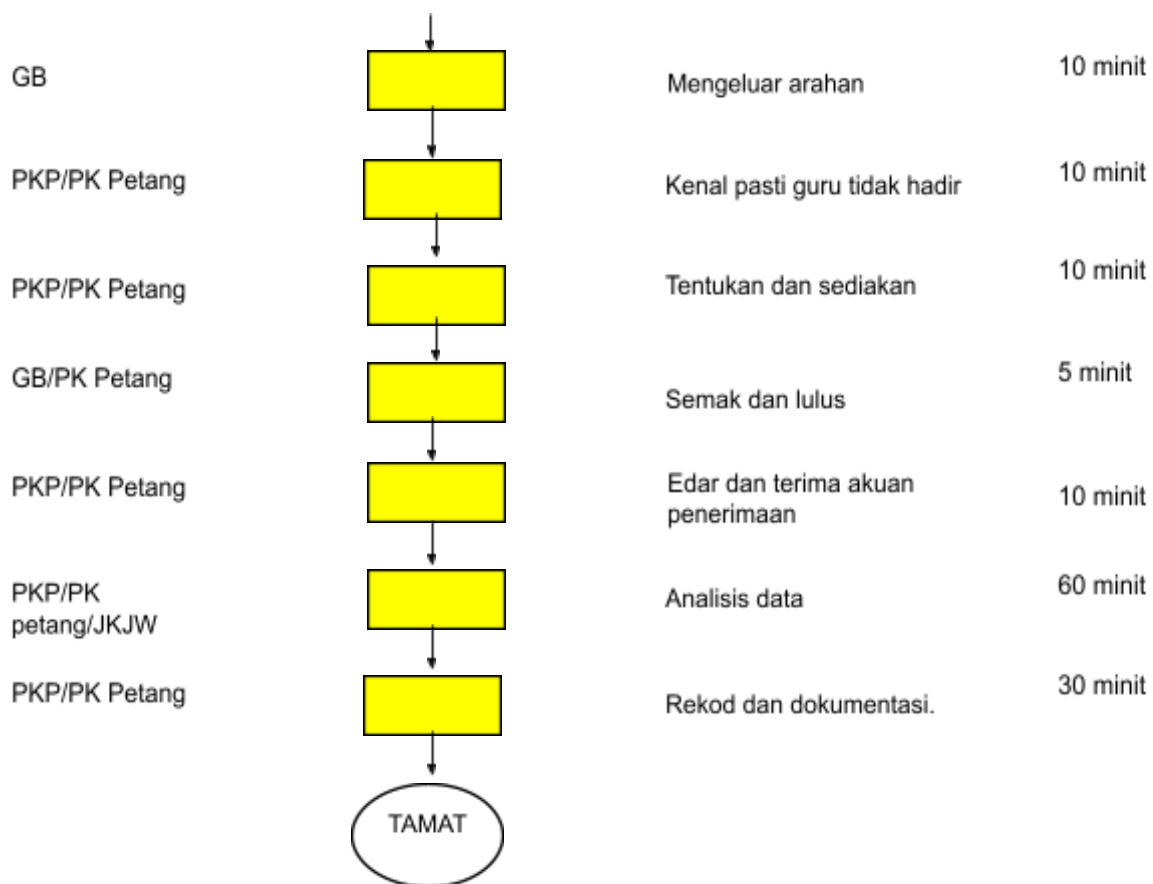 GB
Mengeluar arahan
10 minit
PKP/PK Petang
Kenal pasti guru tidak hadir
10 minit
PKP/PK Petang
Tentukan dan sediakan
10 minit
GB/PK Petang
Semak dan lulus
5 minit
PKP/PK Petang
Edar dan terima akuan
penerimaan
10 minit
PKP/PK
petang/JKJW
Analisis data
60 minit
PKP/PK Petang
Rekod dan dokumentasi.
30 minit
TAMAT